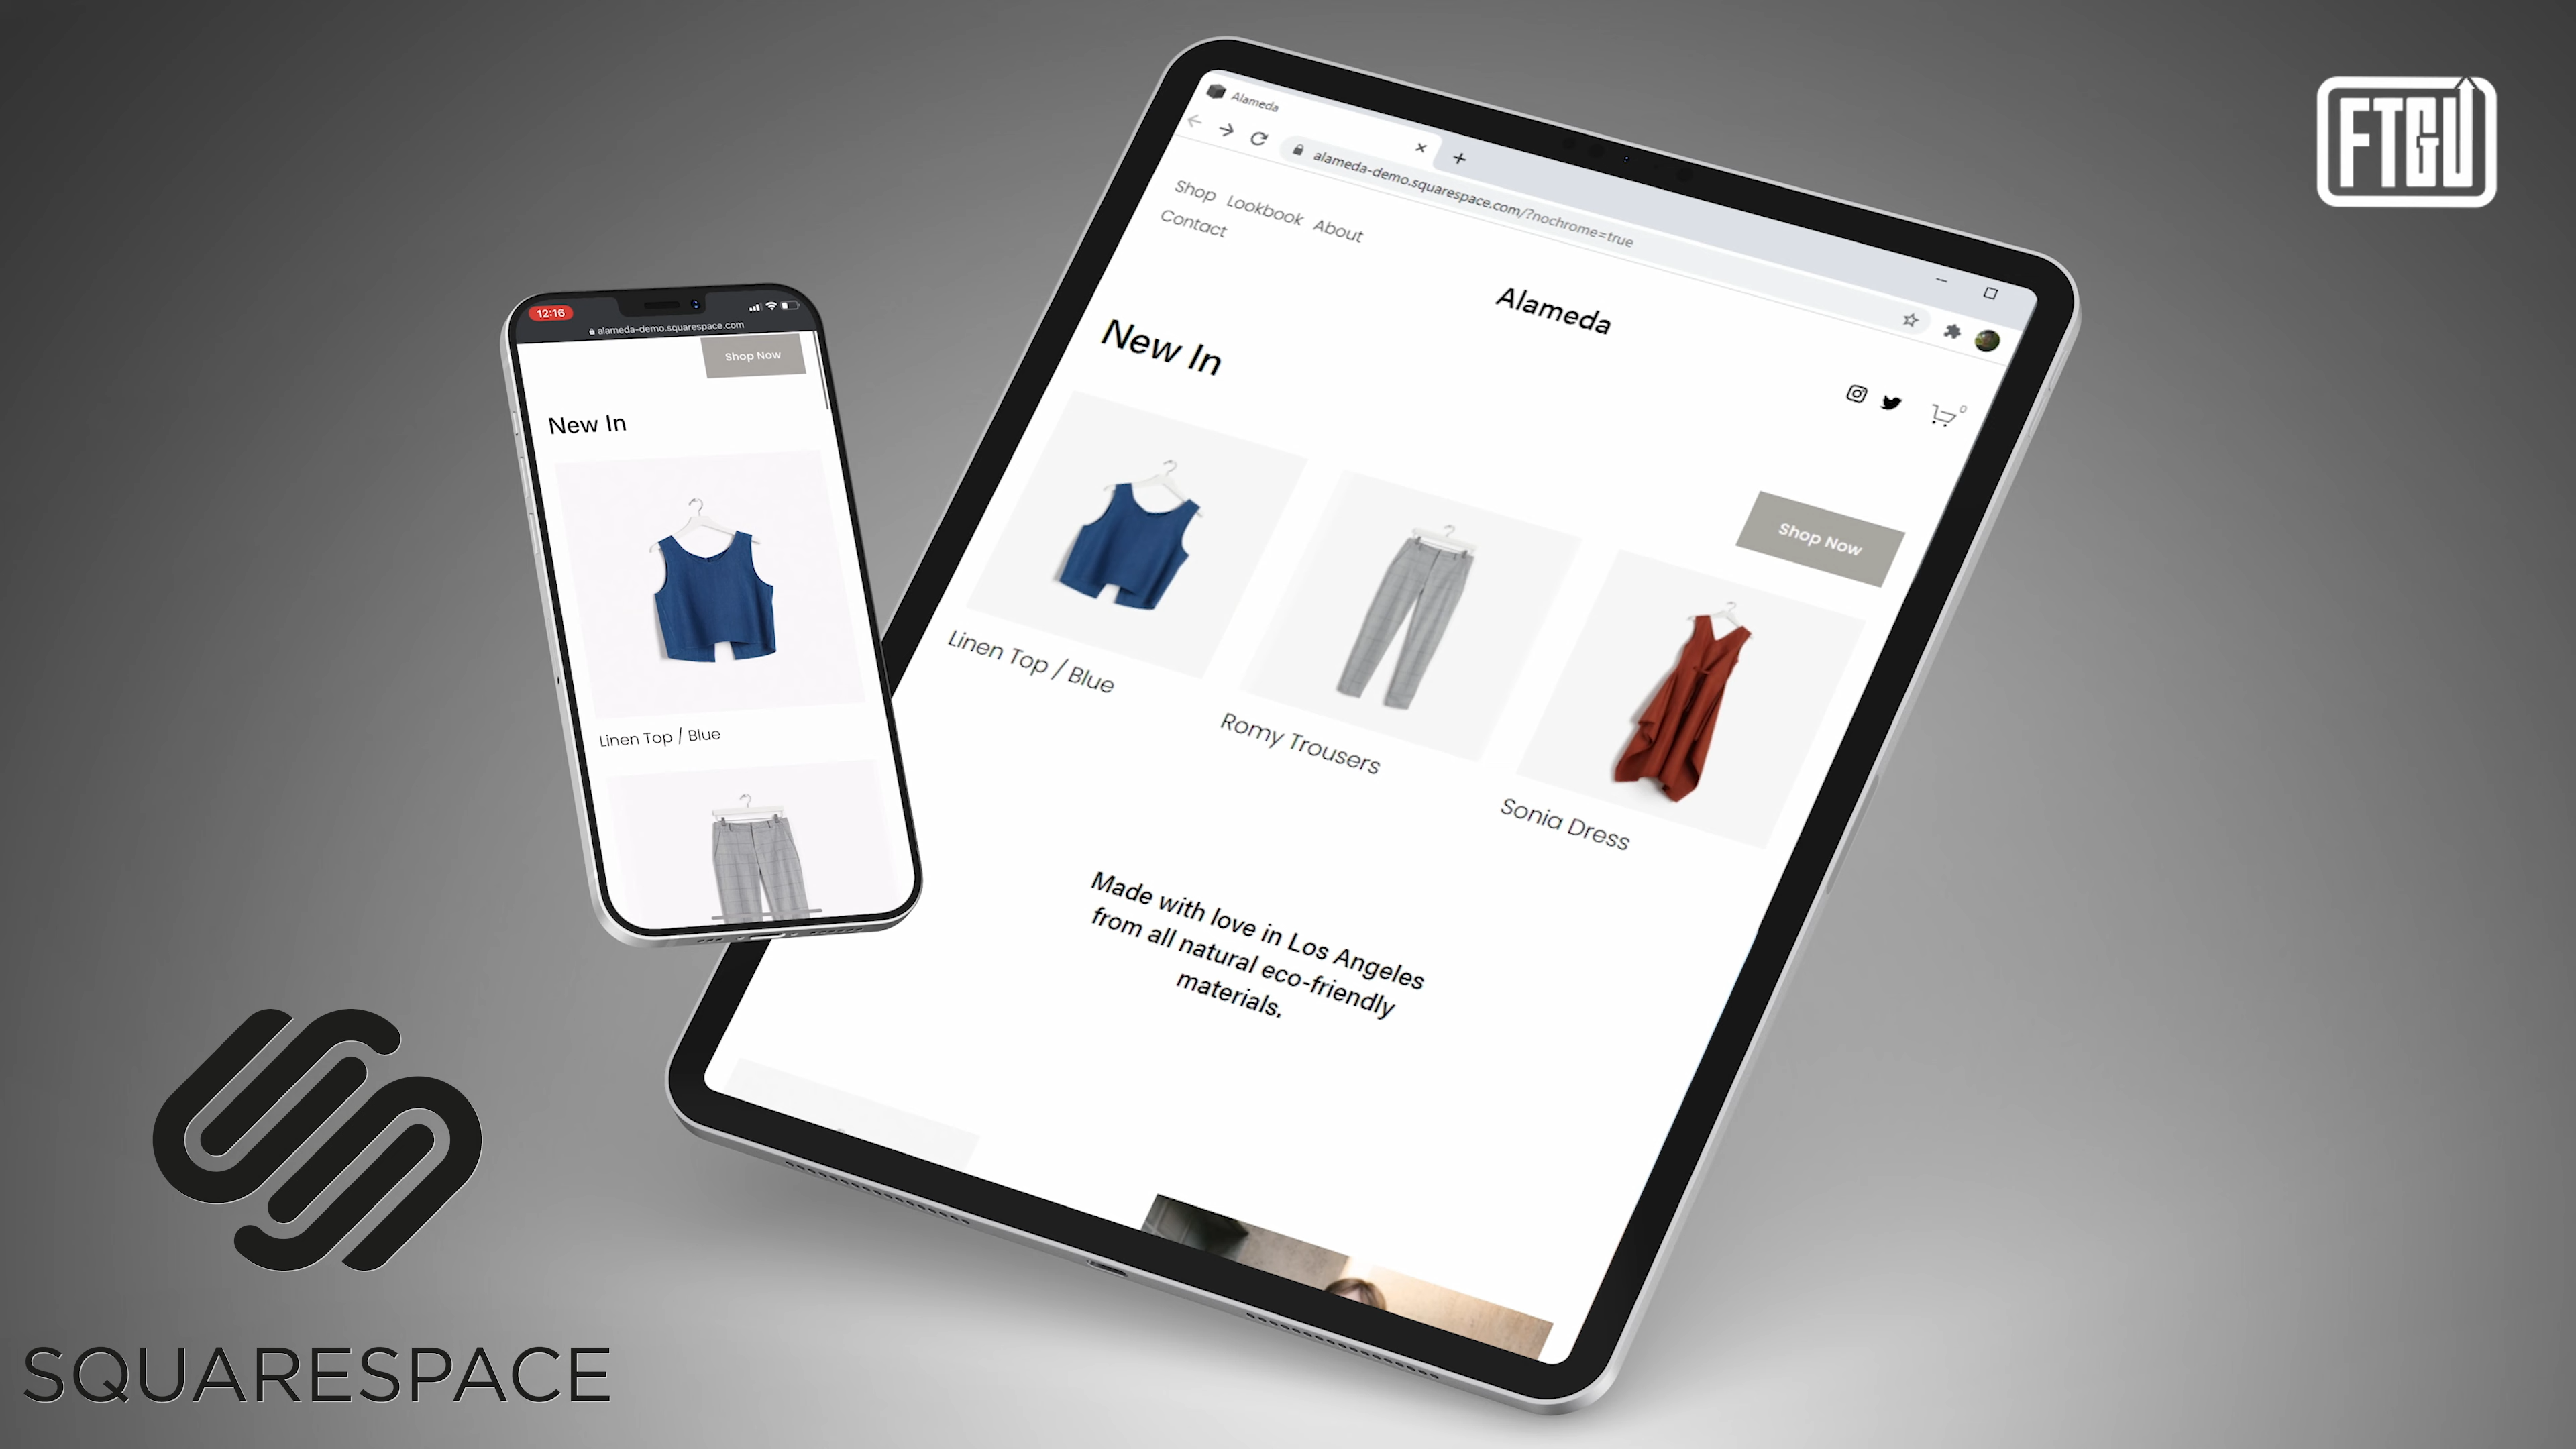 FTGU
12:16
alameda-demo.squarespace.com
Shop Now
New In
Linen Top / Blue
Alameda
alameda-demo.squarespace.com/?nochrome=true
Shop Lookbook About
Contact
Alameda
0
New In
Shop Now
Linen Top / Blue
Romy Trousers
Sonia Dress
Made with love in Los Angeles
from all natural eco-friendly
materials.
SQUARESPACE